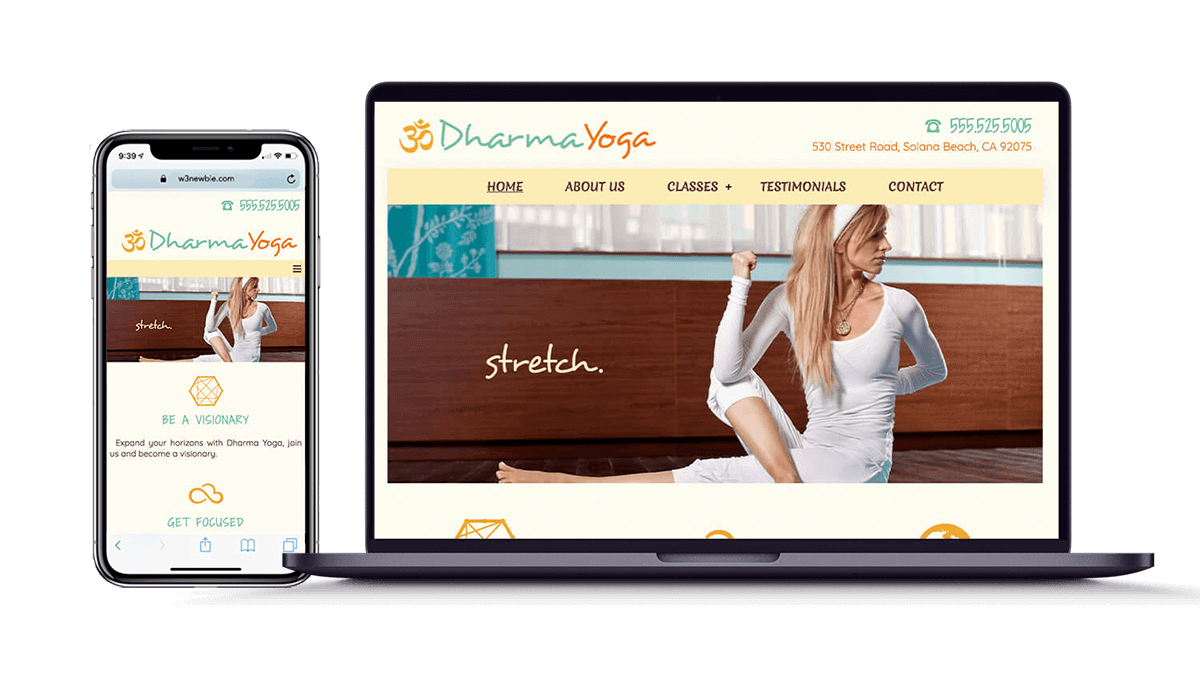 9:39
w3newbie.com
555.525.5005
ॐ DharmaYoga
stretch.
BE A VISIONARY
Expand your horizons with Dharma Yoga, join
us and become a visionary.
GET FOCUSED
ॐ DharmaYoga
555.525.5005
530 Street Road, Solana Beach, CA 92075
HOME ABOUT US CLASSES + TESTIMONIALS CONTACT
stretch.